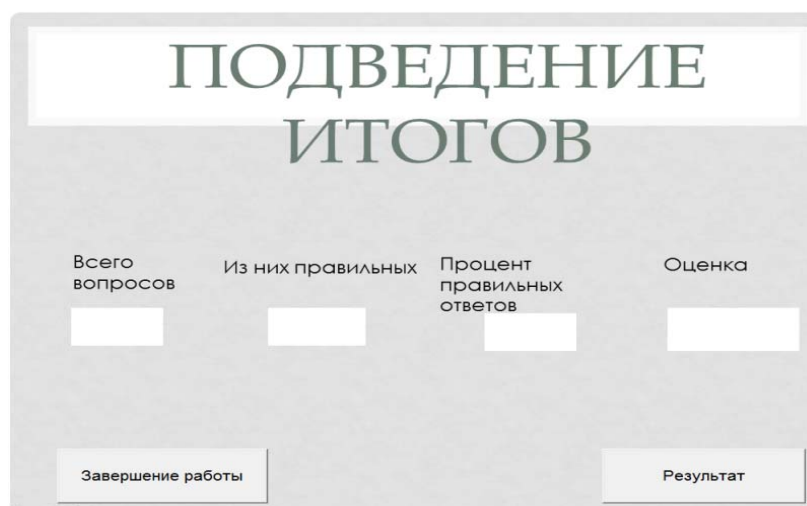 ПОДВЕДЕНИЕ
ИТОГОВ
Всего
вопросов
Из них правильных
Процент
правильных
ответов
Оценка
Завершение работы
Результат